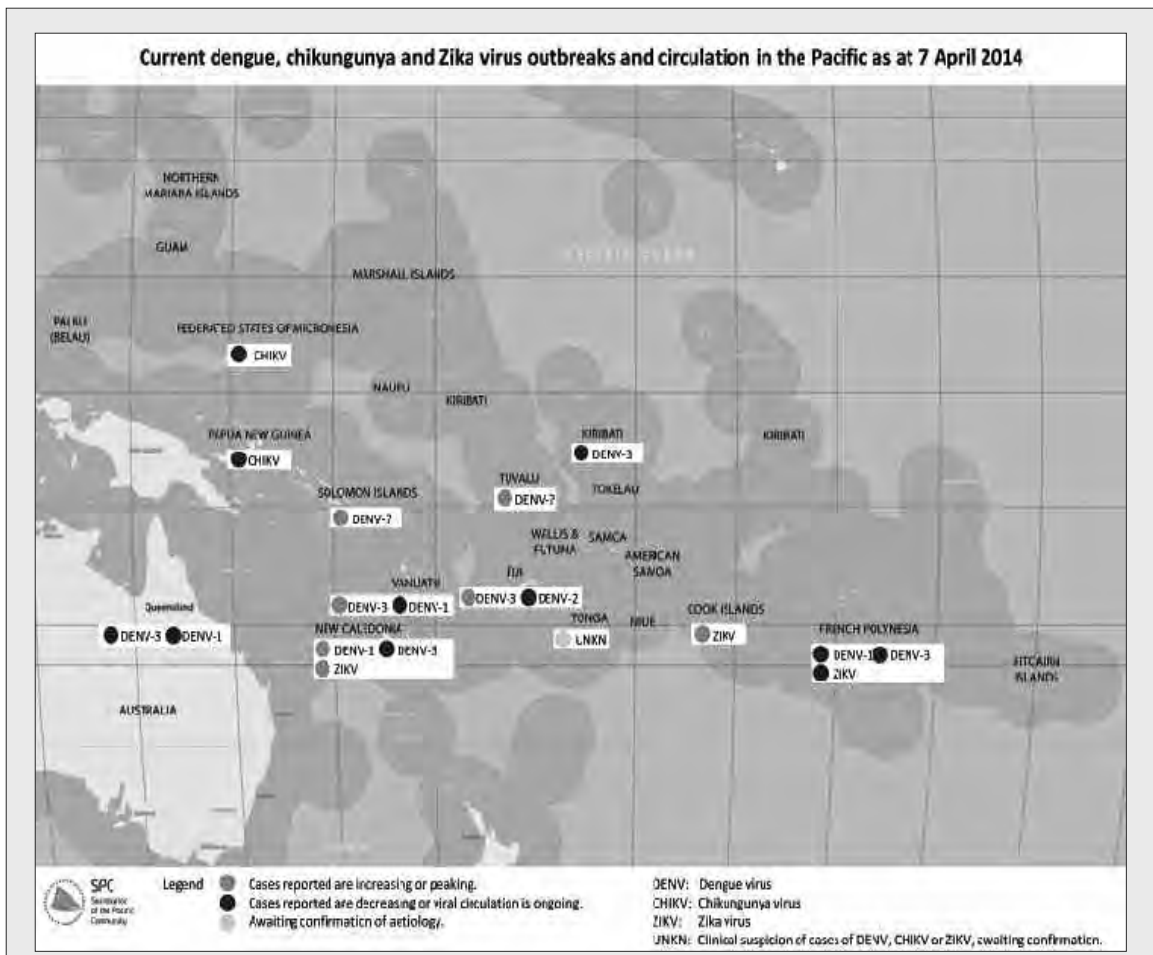 Current dengue, chikungunya and Zika virus outbreaks and circulation in the Pacific as at 7 April 2014
NORTHERN
MARIANA ISLANDS
GUAM
PACIFIC OCEAN
MARSHALL ISLANDS
PALAU
(BELAU)
FEDERATED STATES OF MICRONESIA
CHIKV
NAURU
KIRIBATI
PAPUA NEW GUINEA
CHIKV
KIRIBATI
DENV-3
KIRIBATI
TUVALU
DENV-?
TOKELAU
SOLOMON ISLANDS
DENV-?
WALLIS &
FUTUNA
SAMOA
AMERICAN
SAMOA
VANUATU
DENV-3 DENV-1
FIJI
DENV-3 DENV-2
Queensland
DENV-3 DENV-1
NEW CALEDONIA
DENV-1 DENV-3
ZIKV
TONGA
UNKN
NIUE
COOK ISLANDS
ZIKV
FRENCH POLYNESIA
DENV-1 DENV-3
ZIKV
PITCAIRN
ISLANDS
AUSTRALIA
SPC
Secretariat
of the Pacific
Community
Legend
Cases reported are increasing or peaking.
Cases reported are decreasing or viral circulation is ongoing.
Awaiting confirmation of aetiology.
DENV: Dengue virus
CHIKV: Chikungunya virus
ZIKV: Zika virus
UNKN: Clinical suspicion of cases of DENV, CHIKV or ZIKV, awaiting confirmation.